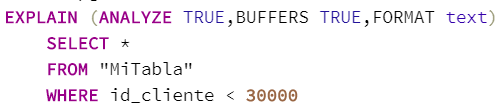 EXPLAIN (ANALYZE TRUE,BUFFERS TRUE,FORMAT text)
SELECT *
FROM "MiTabla"
WHERE id_cliente < 30000